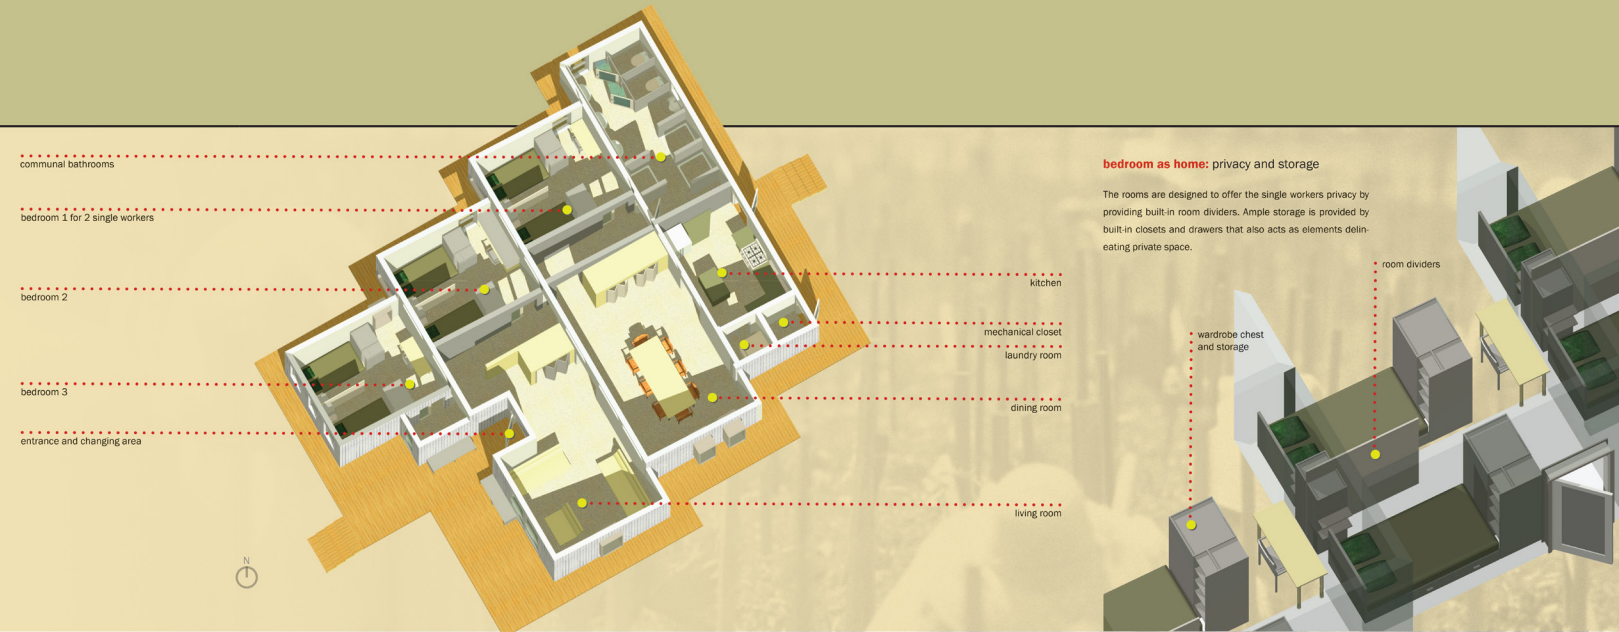 communal bathrooms
bedroom 1 for 2 single workers
bedroom 2
bedroom 3
entrance and changing area
kitchen
mechanical closet
laundry room
dining room
living room
N
bedroom as home: privacy and storage
The rooms are designed to offer the single workers privacy by
providing built-in room dividers. Ample storage is provided by
built-in closets and drawers that also acts as elements delin-
eating private space.
room dividers
wardrobe chest
and storage